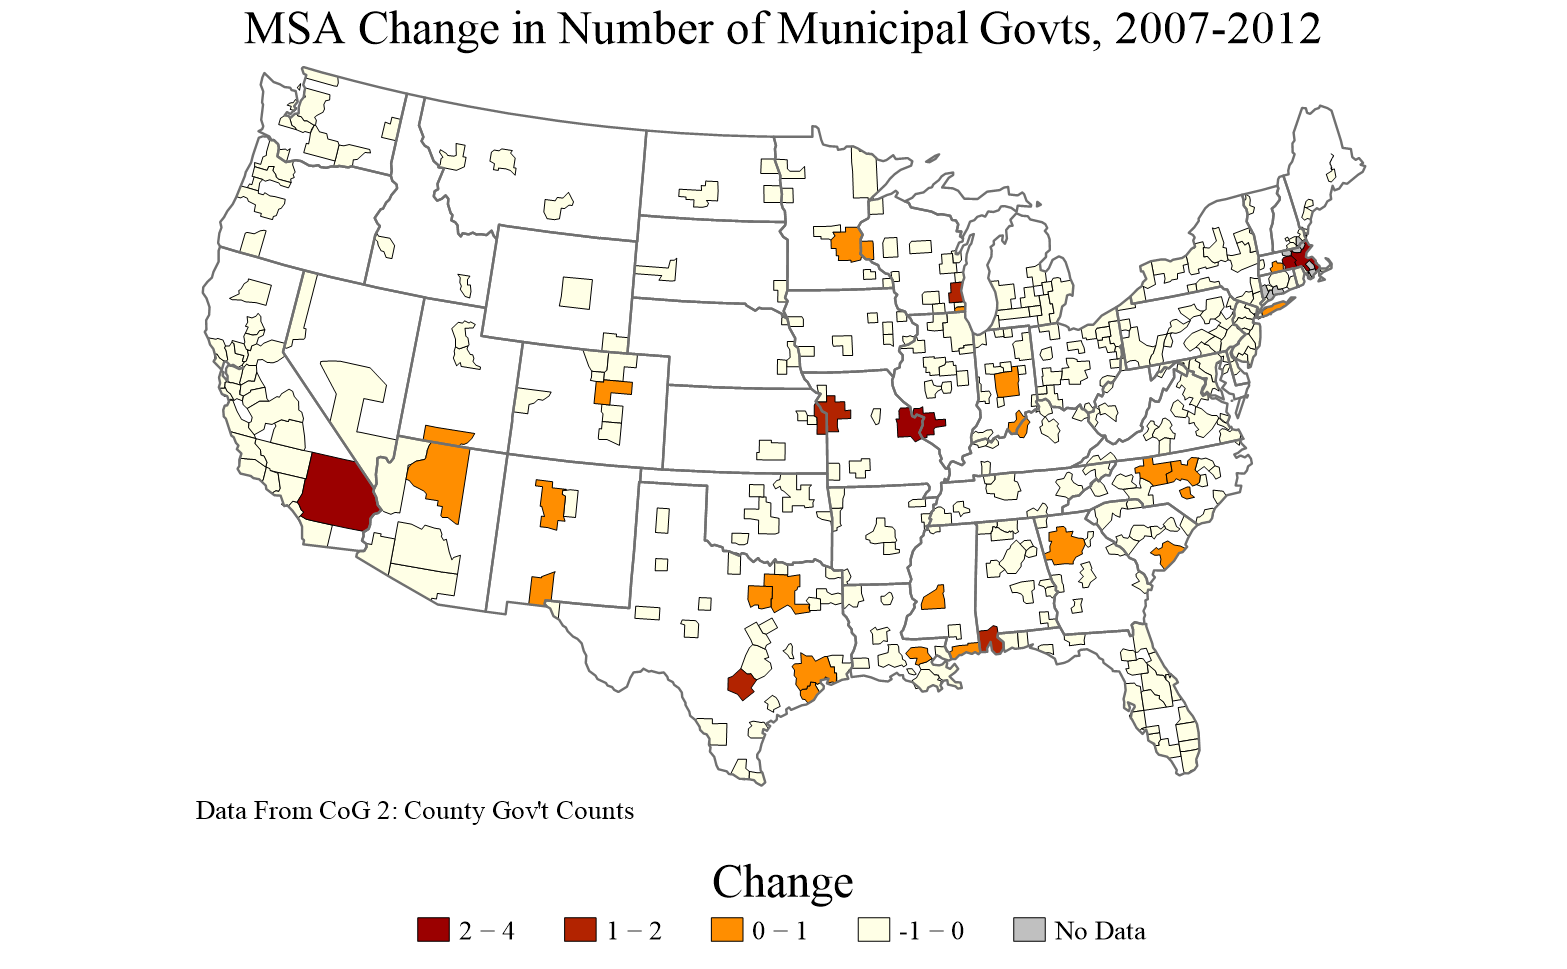 MSA Change in Number of Municipal Govts, 2007-2012
Data From CoG 2: County Gov't Counts
Change
2 − 4
1 − 2
0 − 1
-1 − 0
No Data